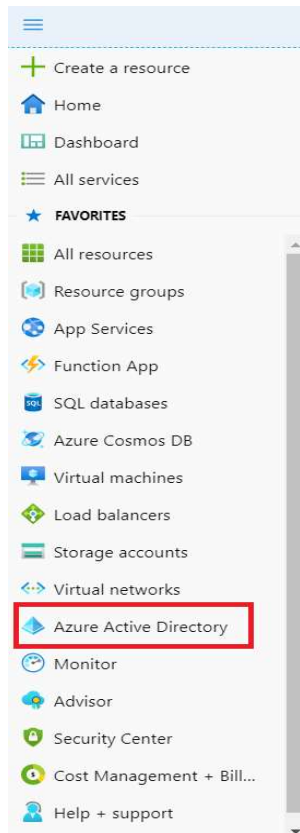 Create a resource
Home
Dashboard
All services
FAVORITES
All resources
Resource groups
App Services
Function App
SQL databases
Azure Cosmos DB
Virtual machines
Load balancers
Storage accounts
Virtual networks
Azure Active Directory
Monitor
Advisor
Security Center
Cost Management + Bill...
Help + support